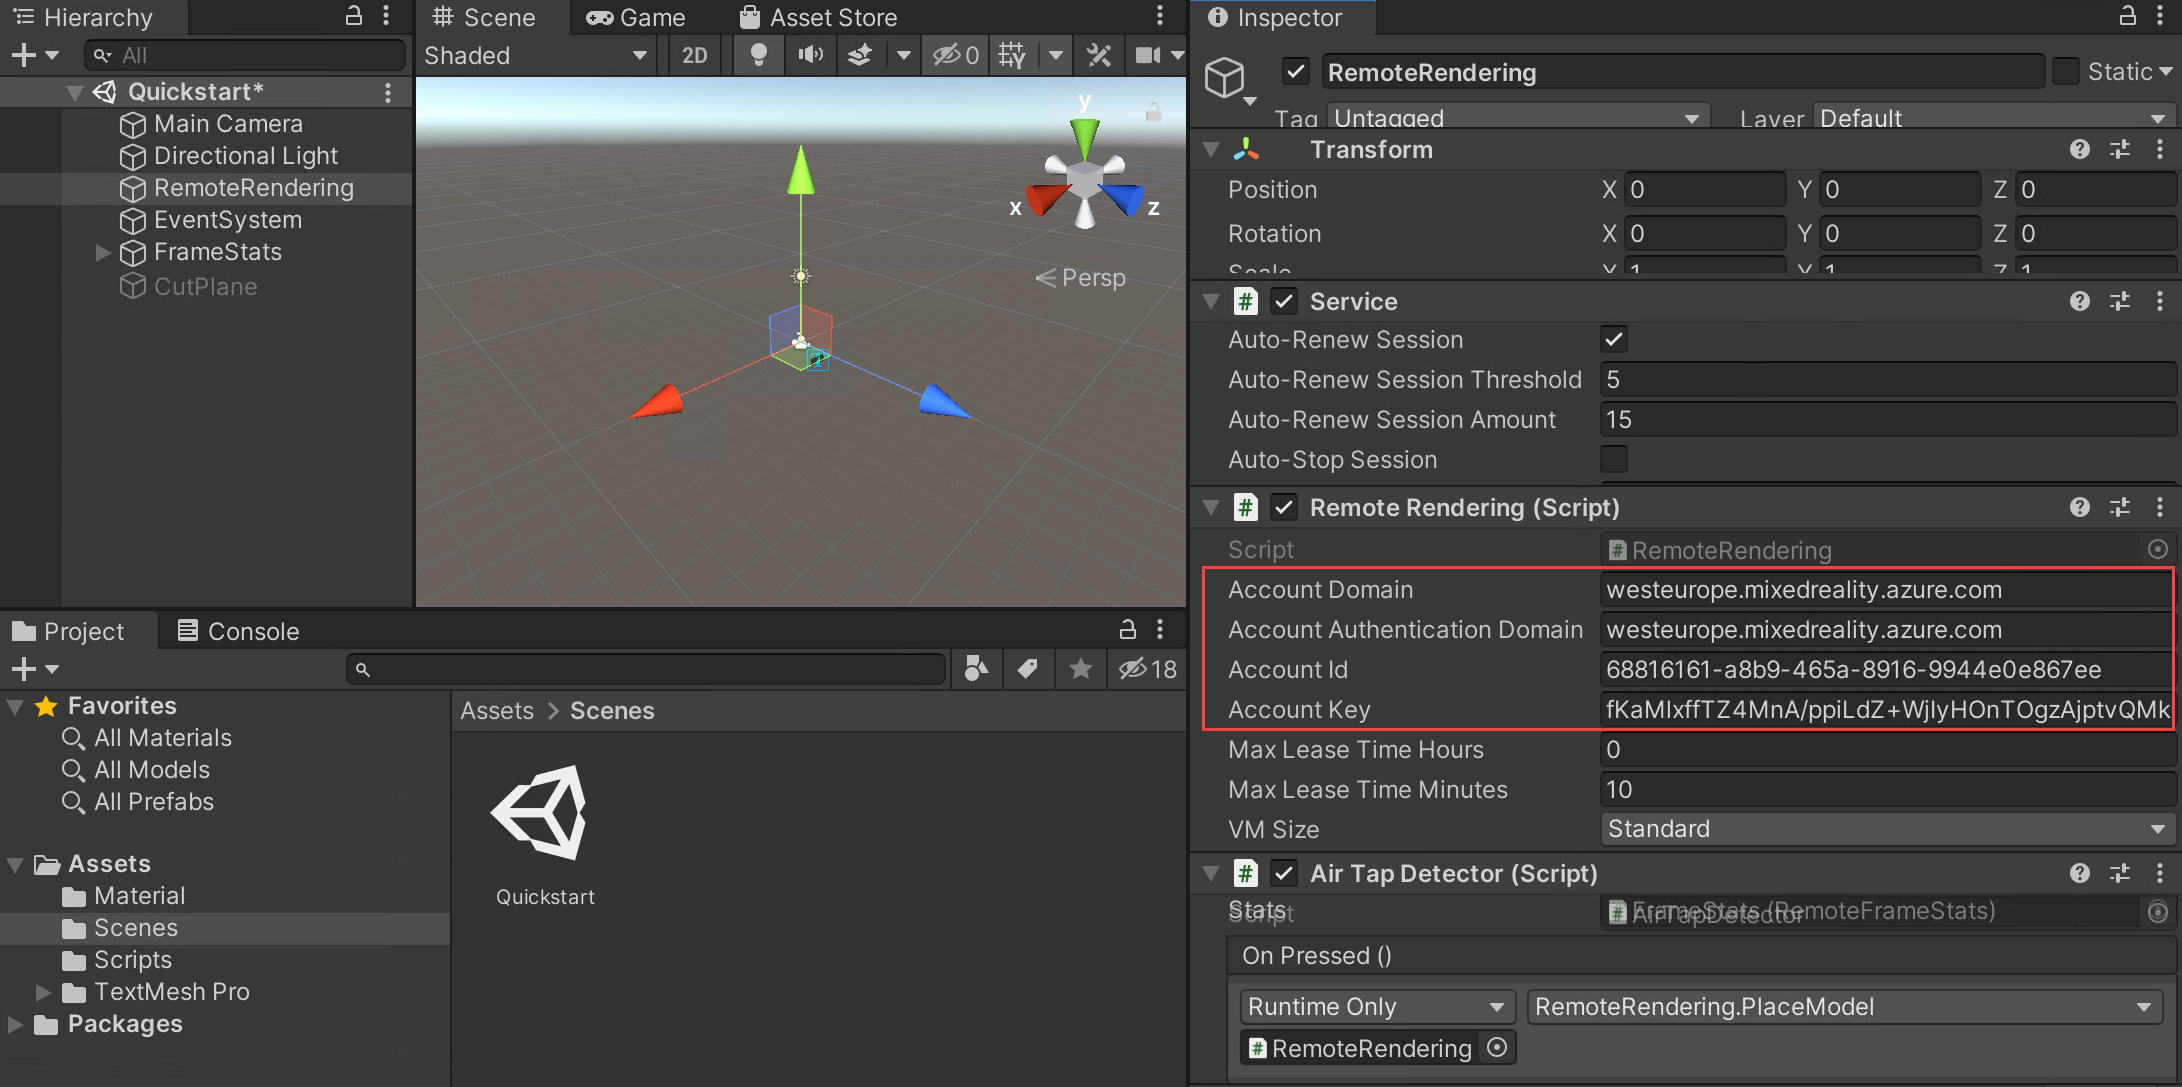 Hierarchy
All
Quickstart*
Main Camera
Directional Light
RemoteRendering
EventSystem
FrameStats
CutPlane
Scene
Game
Asset Store
Shaded
2D
0
y
x
z
Persp
Project
Console
18
Favorites
All Materials
All Models
All Prefabs
Assets
Material
Scenes
Scripts
TextMesh Pro
Packages
Assets > Scenes
Quickstart
Inspector
RemoteRendering
Static
Tag Untagged Layer Default
Transform
Position X 0 Y 0 Z 0
Rotation X 0 Y 0 Z 0
Scale X 1 Y 1 Z 1
# Service
Auto-Renew Session
Auto-Renew Session Threshold 5
Auto-Renew Session Amount 15
Auto-Stop Session
# Remote Rendering (Script)
Script # RemoteRendering
Account Domain westeurope.mixedreality.azure.com
Account Authentication Domain westeurope.mixedreality.azure.com
Account Id 68816161-a8b9-465a-8916-9944e0e867ee
Account Key fKaMIxffTZ4MnA/ppiLdZ+WjlyHOnTOgzAjptvQMk
Max Lease Time Hours 0
Max Lease Time Minutes 10
VM Size Standard
# Air Tap Detector (Script)
Script # AirTapDetector
Stats FrameStats (RemoteFrameStats)
On Pressed ()
Runtime Only RemoteRendering.PlaceModel
# RemoteRendering